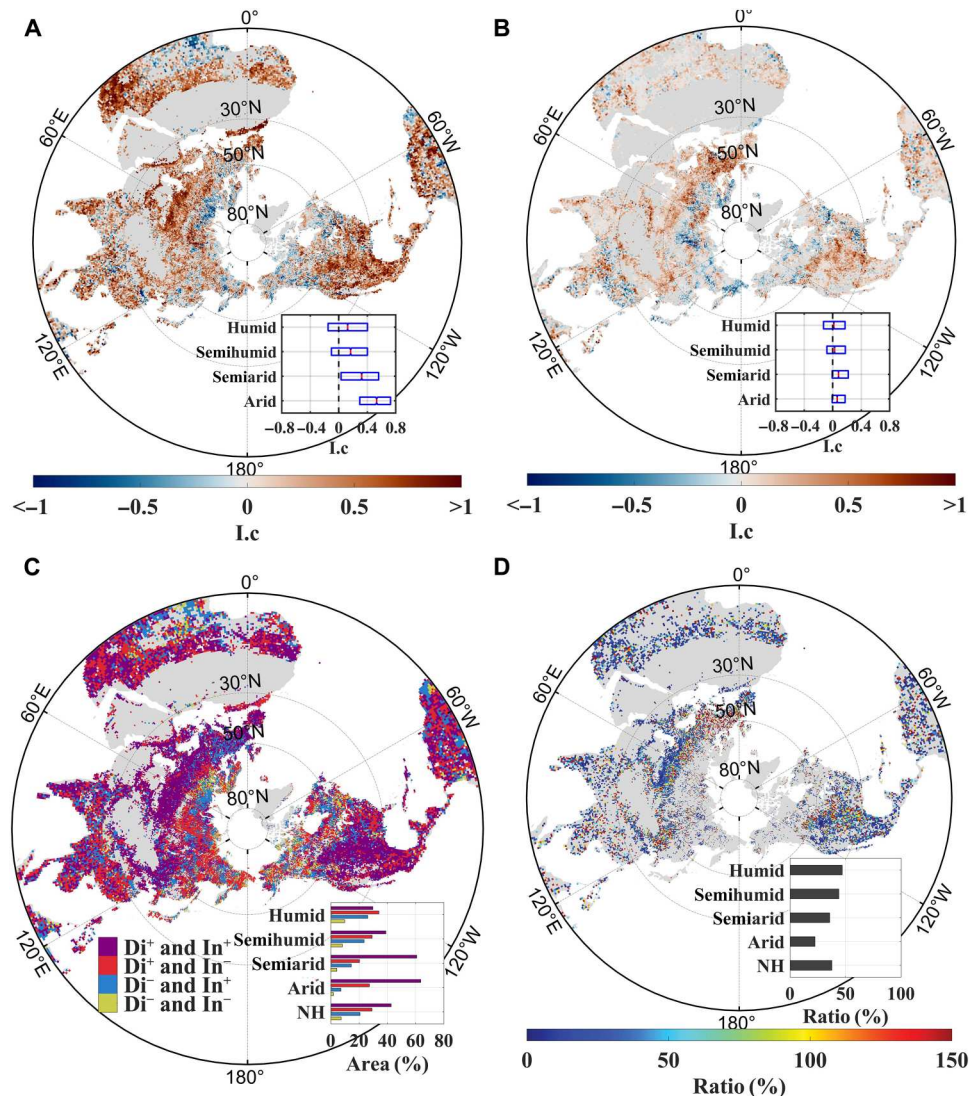 A
0°
60°E
30°N
50°N
80°N
60°W
120°E
120°W
180°
Humid
Semihumid
Semiarid
Arid
−0.8 −0.4 0 0.4 0.8
I.c
<−1 −0.5 0 0.5 >1
I.c
B
0°
60°E
30°N
50°N
80°N
60°W
120°E
120°W
180°
Humid
Semihumid
Semiarid
Arid
−0.8 −0.4 0 0.4 0.8
I.c
<−1 −0.5 0 0.5 >1
I.c
C
0°
60°E
30°N
50°N
80°N
60°W
120°E
120°W
180°
Di+ and In+
Di+ and In−
Di− and In+
Di− and In−
Humid
Semihumid
Semiarid
Arid
NH
0 20 40 60 80
Area (%)
D
0°
60°E
30°N
50°N
80°N
60°W
120°E
120°W
180°
Humid
Semihumid
Semiarid
Arid
NH
0 50 100
Ratio (%)
0 50 100 150
Ratio (%)